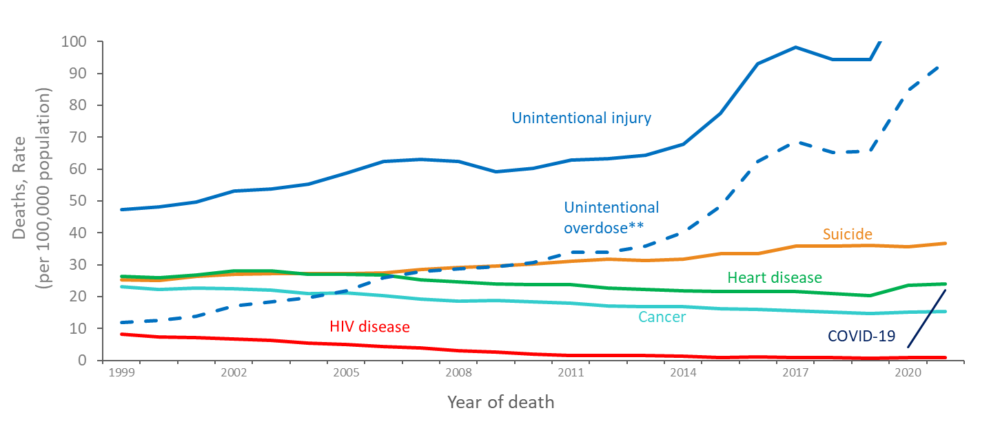 100
90
80
70
60
50
40
30
20
10
0
Deaths, Rate
(per 100,000 population)
Unintentional injury
Unintentional
overdose**
Suicide
Heart disease
Cancer
HIV disease
COVID-19
1999
2002
2005
2008
2011
2014
2017
2020
Year of death